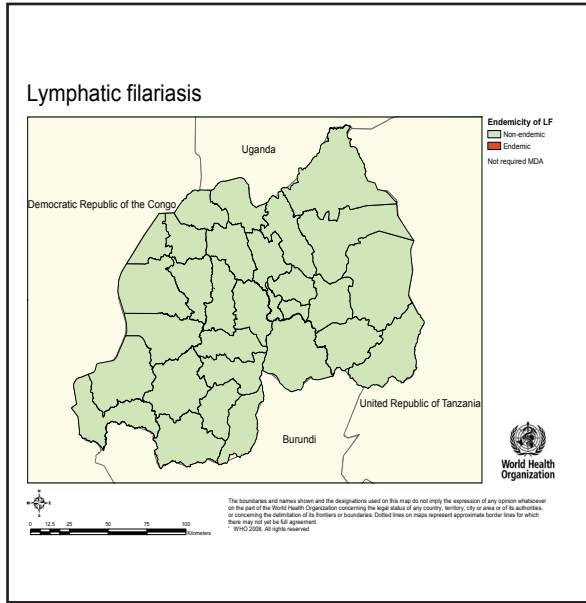 Lymphatic filariasis
Endemicity of LF
Non-endemic
Endemic
Not required MDA
Uganda
Democratic Republic of the Congo
United Republic of Tanzania
Burundi
World Health
Organization
0 12.5 25 50 75 100
Kilometers
The boundaries and names shown and the designations used on this map do not imply the expression of any opinion whatsoever
on the part of the World Health Organization concerning the legal status of any country, territory, city or area or of its authorities,
or concerning the delimitation of its frontiers or boundaries. Dotted lines on maps represent approximate border lines for which
there may not yet be full agreement.
WHO 2008. All rights reserved